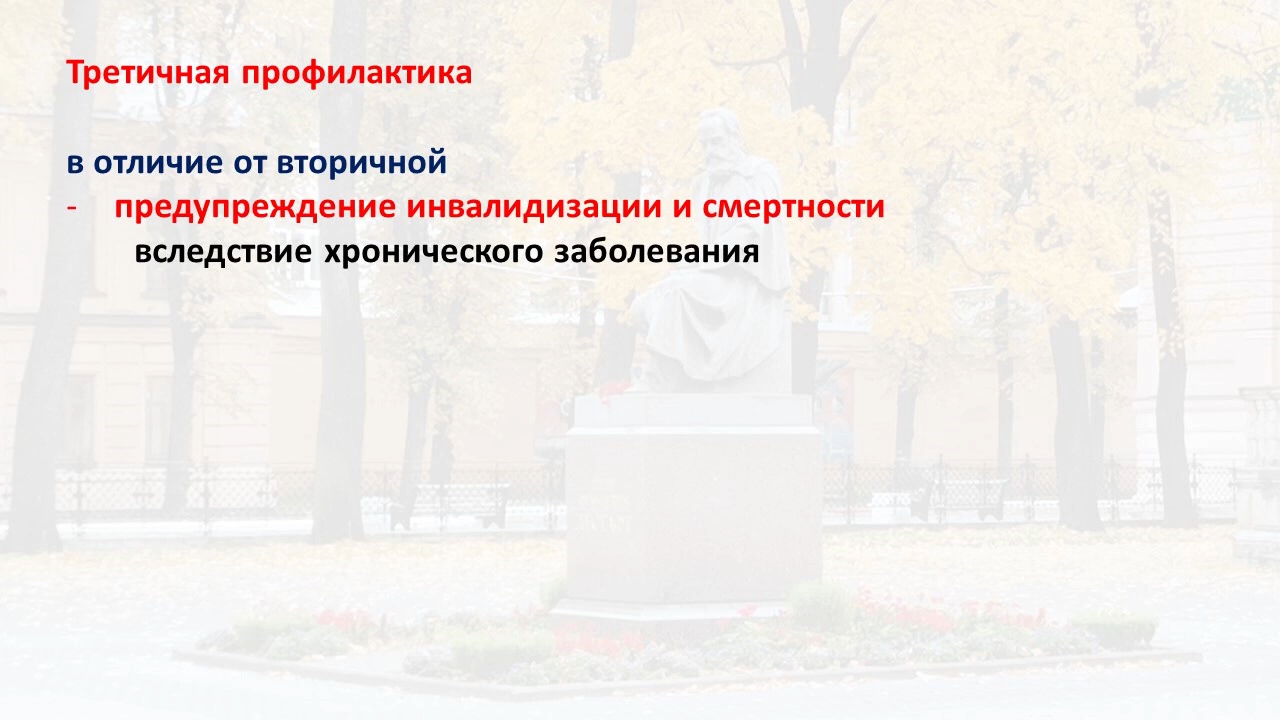 Третичная профилактика
в отличие от вторичной
- предупреждение инвалидизации и смертности
вследствие хронического заболевания